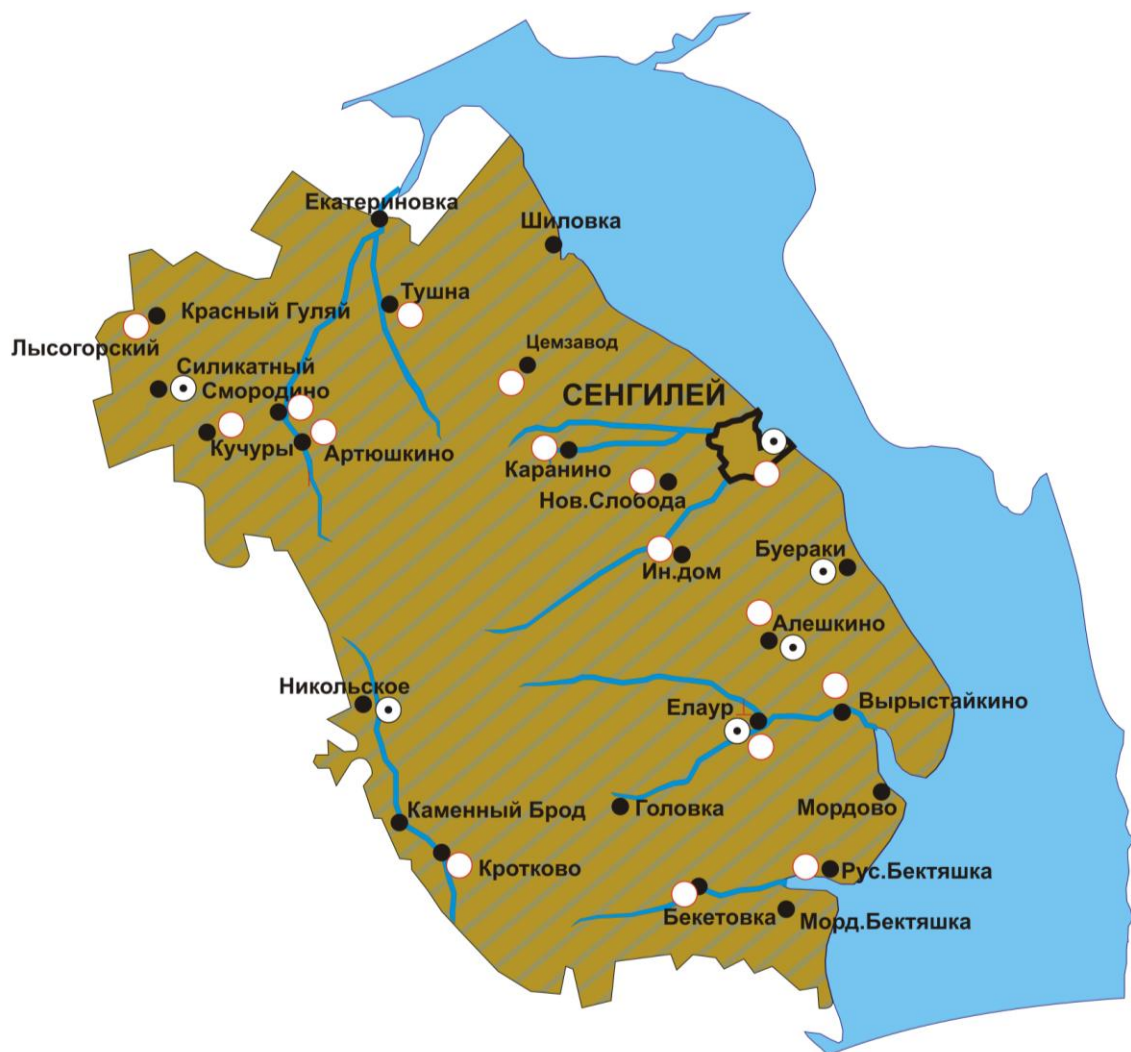 Екатериновка
Шиловка
Тушна
Красный Гуляй
Лысогорский
Цемзавод
Силикатный
Смородино
СЕНГИЛЕЙ
Кучуры
Артюшкино
Каранино
Нов.Слобода
Буераки
Ин.дом
Алешкино
Никольское
Елаур
Вырыстайкино
Каменный Брод
Головка
Мордово
Кротково
Рус.Бектяшка
Бекетовка
Морд.Бектяшка